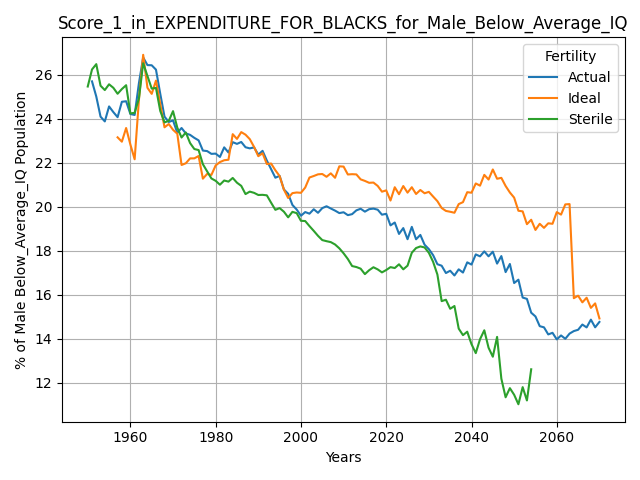 Score_1_in_EXPENDITURE_FOR_BLACKS_for_Male_Below_Average_IQ
Fertility
Actual
Ideal
Sterile
% of Male Below_Average_IQ Population
26
24
22
20
18
16
14
12
1960 1980 2000 2020 2040 2060
Years